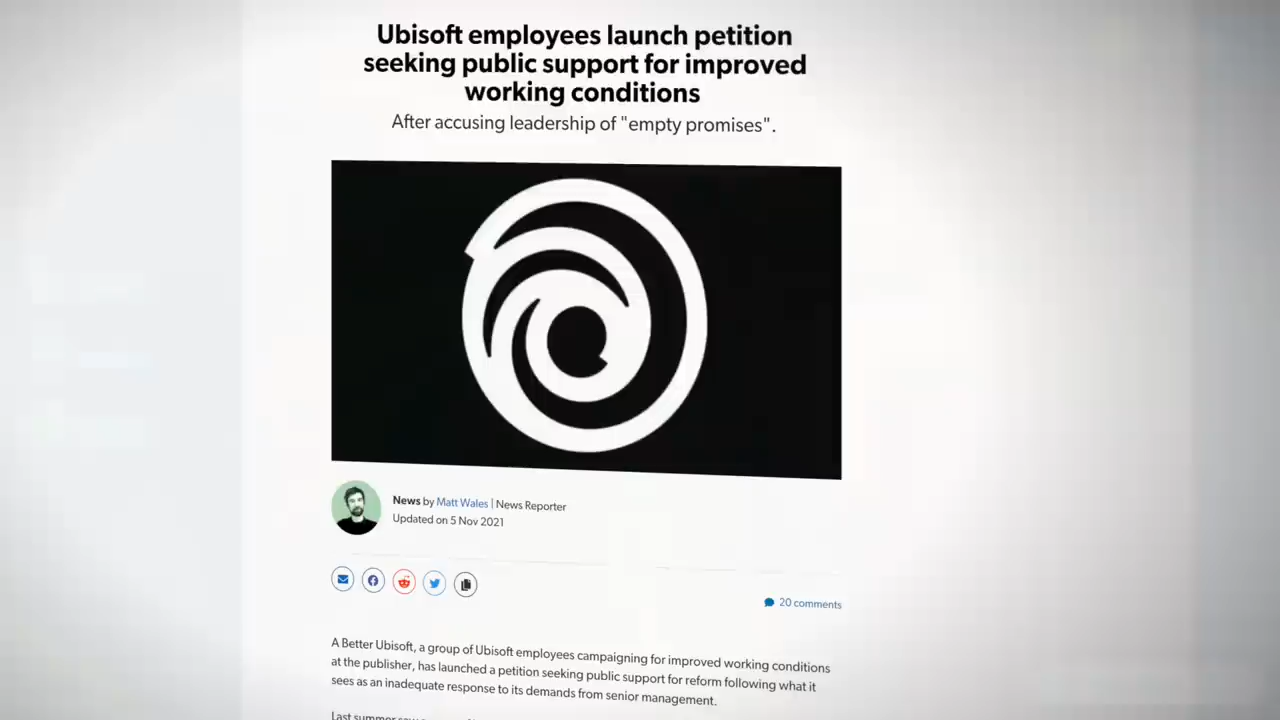 Ubisoft employees launch petition
seeking public support for improved
working conditions
After accusing leadership of "empty promises".
News by Matt Wales | News Reporter
Updated on 5 Nov 2021
20 comments
A Better Ubisoft, a group of Ubisoft employees campaigning for improved working conditions
at the publisher, has launched a petition seeking public support for reform following what it
sees as an inadequate response to its demands from senior management.
Last summer